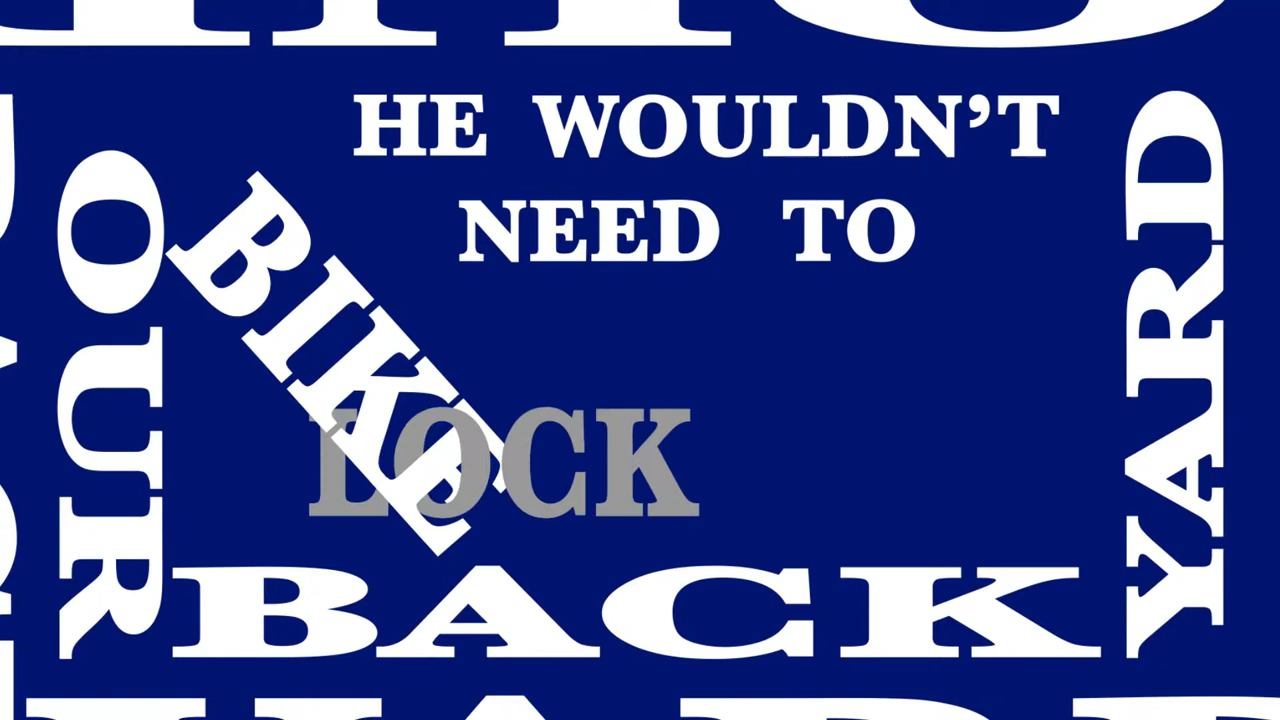 HE WOULDN'T
NEED TO
BIKE
LOCK
OUR
BACK
YARD